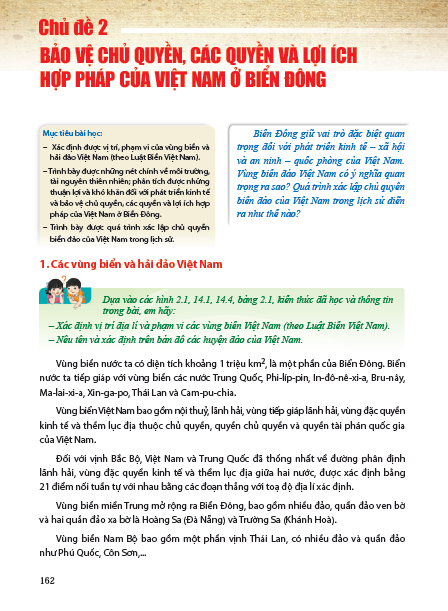 Chủ đề 2
BẢO VỆ CHỦ QUYỀN, CÁC QUYỀN VÀ LỢI ÍCH
HỢP PHÁP CỦA VIỆT NAM Ở BIỂN ĐÔNG
Mục tiêu bài học:
– Xác định được vị trí, phạm vi của vùng biển và
hải đảo Việt Nam (theo Luật Biển Việt Nam).
– Trình bày được những nét chính về môi trường,
tài nguyên thiên nhiên; phân tích được những
thuận lợi và khó khăn đối với phát triển kinh tế
và bảo vệ chủ quyền, các quyền và lợi ích hợp
pháp của Việt Nam ở Biển Đông.
– Trình bày được quá trình xác lập chủ quyền
biển đảo của Việt Nam trong lịch sử.
Biển Đông giữ vai trò đặc biệt quan
trọng đối với phát triển kinh tế – xã hội
và an ninh – quốc phòng của Việt Nam.
Vùng biển đảo Việt Nam có ý nghĩa quan
trọng ra sao? Quá trình xác lập chủ quyền
biển đảo của Việt Nam trong lịch sử diễn
ra như thế nào?
1. Các vùng biển và hải đảo Việt Nam
Dựa vào các hình 2.1, 14.1, 14.4, bảng 2.1, kiến thức đã học và thông tin
trong bài, em hãy:
– Xác định vị trí địa lí và phạm vi các vùng biển Việt Nam (theo Luật Biển Việt Nam).
– Nêu tên và xác định trên bản đồ các huyện đảo của Việt Nam.
Vùng biển nước ta có diện tích khoảng 1 triệu km², là một phần của Biển Đông. Biển
nước ta tiếp giáp với vùng biển các nước Trung Quốc, Phi-líp-pin, In-đô-nê-xi-a, Bru-nây,
Ma-lai-xi-a, Xin-ga-po, Thái Lan và Cam-pu-chia.
Vùng biển Việt Nam bao gồm nội thuỷ, lãnh hải, vùng tiếp giáp lãnh hải, vùng đặc quyền
kinh tế và thềm lục địa thuộc chủ quyền, quyền chủ quyền và quyền tài phán quốc gia
của Việt Nam.
Đối với vịnh Bắc Bộ, Việt Nam và Trung Quốc đã thống nhất về đường phân định
lãnh hải, vùng đặc quyền kinh tế và thềm lục địa giữa hai nước, được xác định bằng
21 điểm nối tuần tự với nhau bằng các đoạn thẳng với toạ độ địa lí xác định.
Vùng biển miền Trung mở rộng ra Biển Đông, bao gồm nhiều đảo, quần đảo ven bờ
và hai quần đảo xa bờ là Hoàng Sa (Đà Nẵng) và Trường Sa (Khánh Hoà).
Vùng biển Nam Bộ bao gồm một phần vịnh Thái Lan, có nhiều đảo và quần đảo
như Phú Quốc, Côn Sơn,...
162